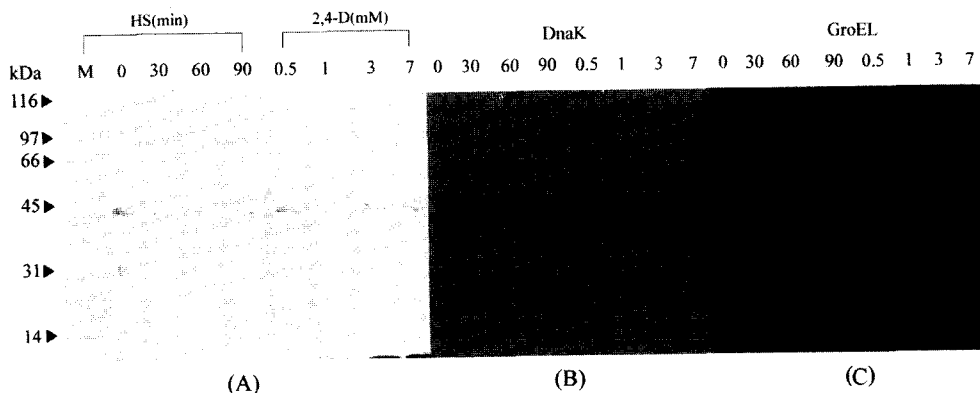 HS(min) 2,4-D(mM) DnaK GroEL
kDa M 0 30 60 90 0.5 1 3 7 0 30 60 90 0.5 1 3 7 0 30 60 90 0.5 1 3 7
116
97
66
45
31
14
(A) (B) (C)